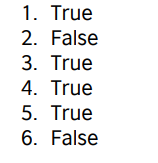 1. True
2. False
3. True
4. True
5. True
6. False